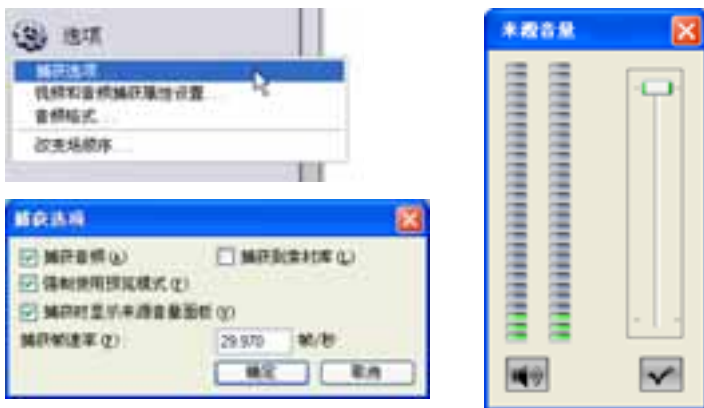 选项
捕获选项
视频和音频捕获属性设置...
音频格式...
改变场顺序...
捕获选项
捕获音频(A)
捕获到素材库(L)
强制使用预览模式(F)
捕获时显示来源音量面板(V)
捕获帧速率(F)
29.970
帧/秒
确定
取消
来源音量